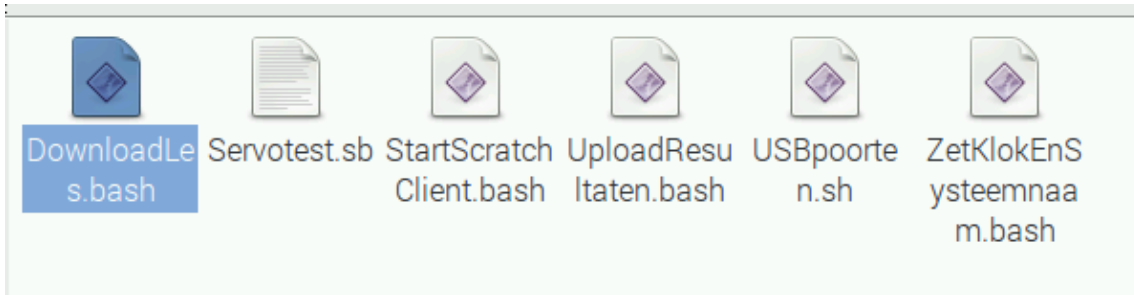 DownloadLe
s.bash
Servotest.sb
StartScratch
Client.bash
UploadResu
ltaten.bash
USBpoorte
n.sh
ZetKlokEnS
ysteemnaa
m.bash